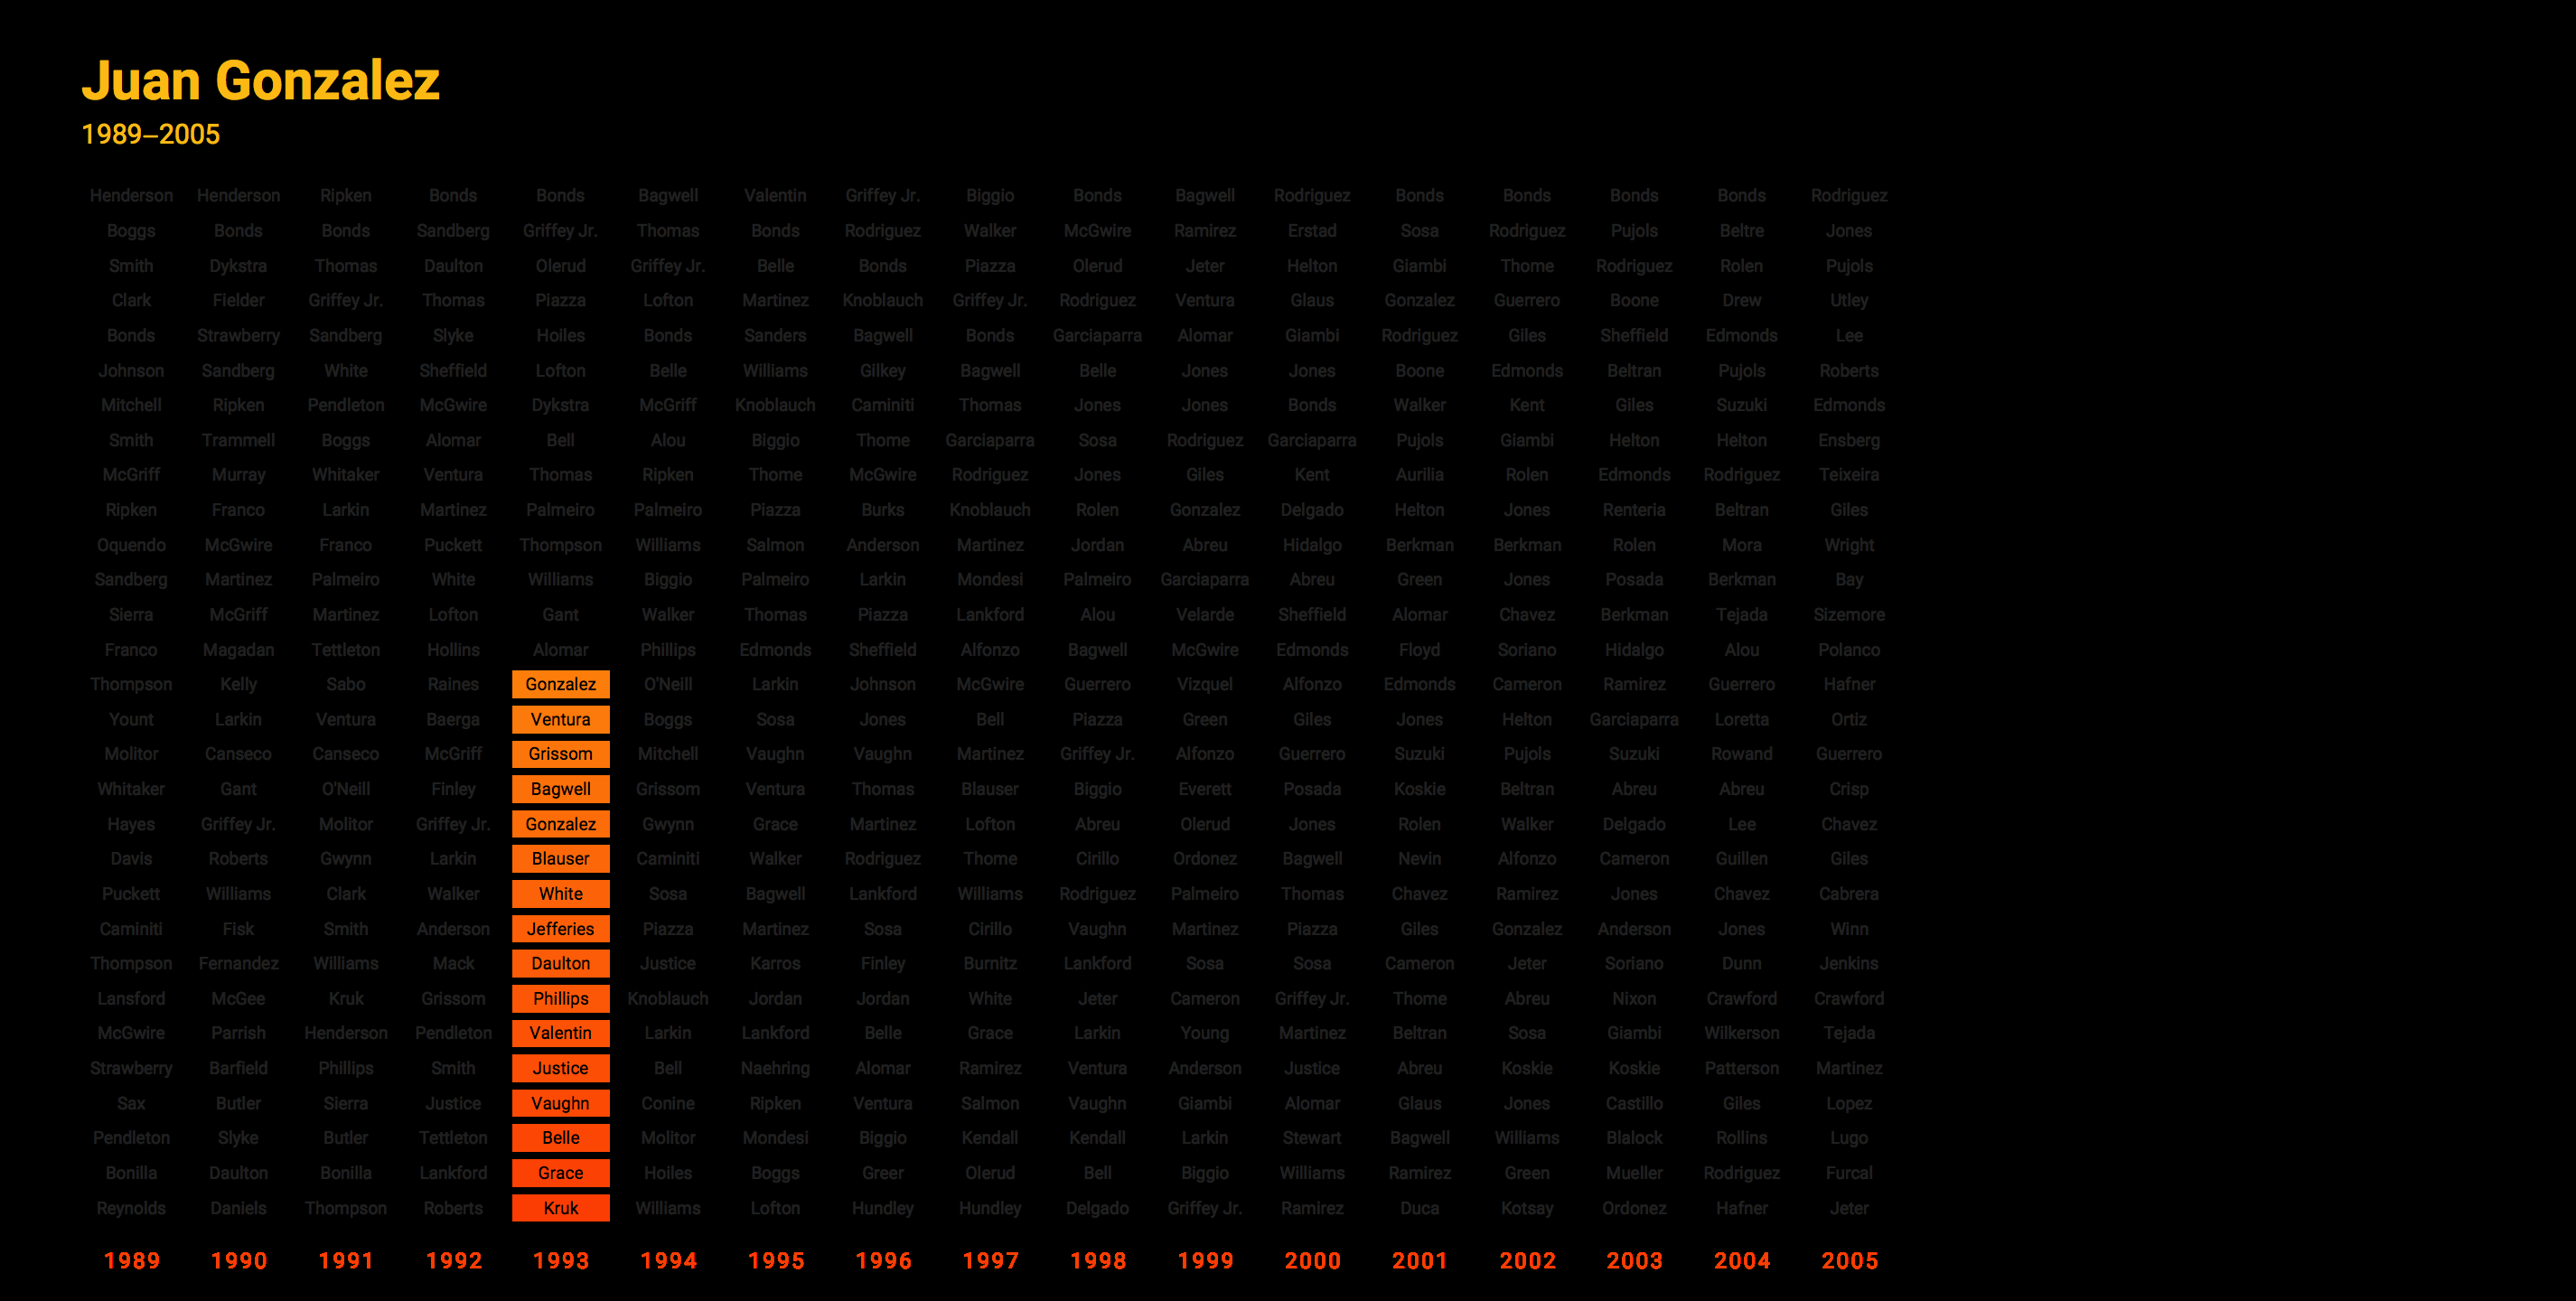 Juan Gonzalez
1989–2005
Henderson Henderson Ripken Bonds Bonds Bagwell Valentin Griffey Jr. Biggio Bonds Bagwell Rodriguez Bonds Bonds Bonds Bonds Rodriguez
Boggs Bonds Bonds Sandberg Griffey Jr. Thomas Bonds Rodriguez Walker McGwire Ramirez Erstad Sosa Rodriguez Pujols Beltre Jones
Smith Dykstra Thomas Daulton Olerud Griffey Jr. Belle Bonds Piazza Olerud Jeter Helton Giambi Thome Rodriguez Rolen Pujols
Clark Fielder Griffey Jr. Thomas Piazza Lofton Martinez Knoblauch Griffey Jr. Rodriguez Ventura Glaus Gonzalez Guerrero Boone Drew Utley
Bonds Strawberry Sandberg Slyke Hoiles Bonds Sanders Bagwell Bonds Garciaparra Alomar Giambi Rodriguez Giles Sheffield Edmonds Lee
Johnson Sandberg White Sheffield Lofton Belle Williams Gilkey Bagwell Belle Jones Jones Boone Edmonds Beltran Pujols Roberts
Mitchell Ripken Pendleton McGwire Dykstra McGriff Knoblauch Caminiti Thomas Jones Jones Bonds Walker Kent Giles Suzuki Edmonds
Smith Trammell Boggs Alomar Bell Alou Biggio Thome Garciaparra Sosa Rodriguez Garciaparra Pujols Giambi Helton Helton Ensberg
McGriff Murray Whitaker Ventura Thomas Ripken Thome McGwire Rodriguez Jones Giles Kent Aurilia Rolen Edmonds Rodriguez Teixeira
Ripken Franco Larkin Martinez Palmeiro Palmeiro Piazza Burks Knoblauch Rolen Gonzalez Delgado Helton Jones Renteria Beltran Giles
Oquendo McGwire Franco Puckett Thompson Williams Salmon Anderson Martinez Jordan Abreu Hidalgo Berkman Berkman Rolen Mora Wright
Sandberg Martinez Palmeiro White Williams Biggio Palmeiro Larkin Mondesi Palmeiro Garciaparra Abreu Green Jones Posada Berkman Bay
Sierra McGriff Martinez Lofton Gant Walker Thomas Piazza Lankford Alou Velarde Sheffield Alomar Chavez Berkman Tejada Sizemore
Franco Magadan Tettleton Hollins Alomar Phillips Edmonds Sheffield Alfonzo Bagwell McGwire Edmonds Floyd Soriano Hidalgo Alou Polanco
Thompson Kelly Sabo Raines Gonzalez O'Neill Larkin Johnson McGwire Guerrero Vizquel Alfonzo Edmonds Cameron Ramirez Guerrero Hafner
Yount Larkin Ventura Baerga Ventura Boggs Sosa Jones Bell Piazza Green Giles Jones Helton Garciaparra Loretta Ortiz
Molitor Canseco Canseco McGriff Grissom Mitchell Vaughn Vaughn Martinez Griffey Jr. Alfonzo Guerrero Suzuki Pujols Suzuki Rowand Guerrero
Whitaker Gant O'Neill Finley Bagwell Grissom Ventura Thomas Blauser Biggio Everett Posada Koskie Beltran Abreu Abreu Crisp
Hayes Griffey Jr. Molitor Griffey Jr. Gonzalez Gwynn Grace Martinez Lofton Abreu Olerud Jones Rolen Walker Delgado Lee Chavez
Davis Roberts Gwynn Larkin Blauser Caminiti Walker Rodriguez Thome Cirillo Ordonez Bagwell Nevin Alfonzo Cameron Guillen Giles
Puckett Williams Clark Walker White Sosa Bagwell Lankford Williams Rodriguez Palmeiro Thomas Chavez Ramirez Jones Chavez Cabrera
Caminiti Fisk Smith Anderson Jefferies Piazza Martinez Sosa Cirillo Vaughn Martinez Piazza Giles Gonzalez Anderson Jones Winn
Thompson Fernandez Williams Mack Daulton Justice Karros Finley Burnitz Lankford Sosa Sosa Cameron Jeter Soriano Dunn Jenkins
Lansford McGee Kruk Grissom Phillips Knoblauch Jordan Jordan White Jeter Cameron Griffey Jr. Thome Abreu Nixon Crawford Crawford
McGwire Parrish Henderson Pendleton Valentin Larkin Lankford Belle Grace Larkin Young Martinez Beltran Sosa Giambi Wilkerson Tejada
Strawberry Barfield Phillips Smith Justice Bell Naehring Alomar Ramirez Ventura Anderson Justice Abreu Koskie Koskie Patterson Martinez
Sax Butler Sierra Justice Vaughn Conine Ripken Ventura Salmon Vaughn Giambi Alomar Glaus Jones Castillo Giles Lopez
Pendleton Slyke Butler Tettleton Belle Molitor Mondesi Biggio Kendall Kendall Larkin Stewart Bagwell Williams Blalock Rollins Lugo
Bonilla Daulton Bonilla Lankford Grace Hoiles Boggs Greer Olerud Bell Biggio Williams Ramirez Green Mueller Rodriguez Furcal
Reynolds Daniels Thompson Roberts Kruk Williams Lofton Hundley Hundley Delgado Griffey Jr. Ramirez Duca Kotsay Ordonez Hafner Jeter
1989 1990 1991 1992 1993 1994 1995 1996 1997 1998 1999 2000 2001 2002 2003 2004 2005